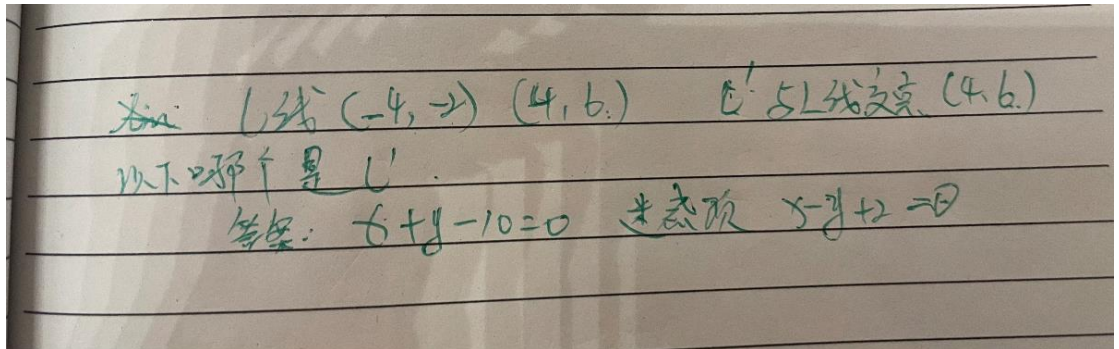 L线 (-4, -2) (4, 6.) L' 与L线交点 (4, 6.)
以下哪个是 L'.
答案: x+y-10=0 迷惑项 x-y+2=0